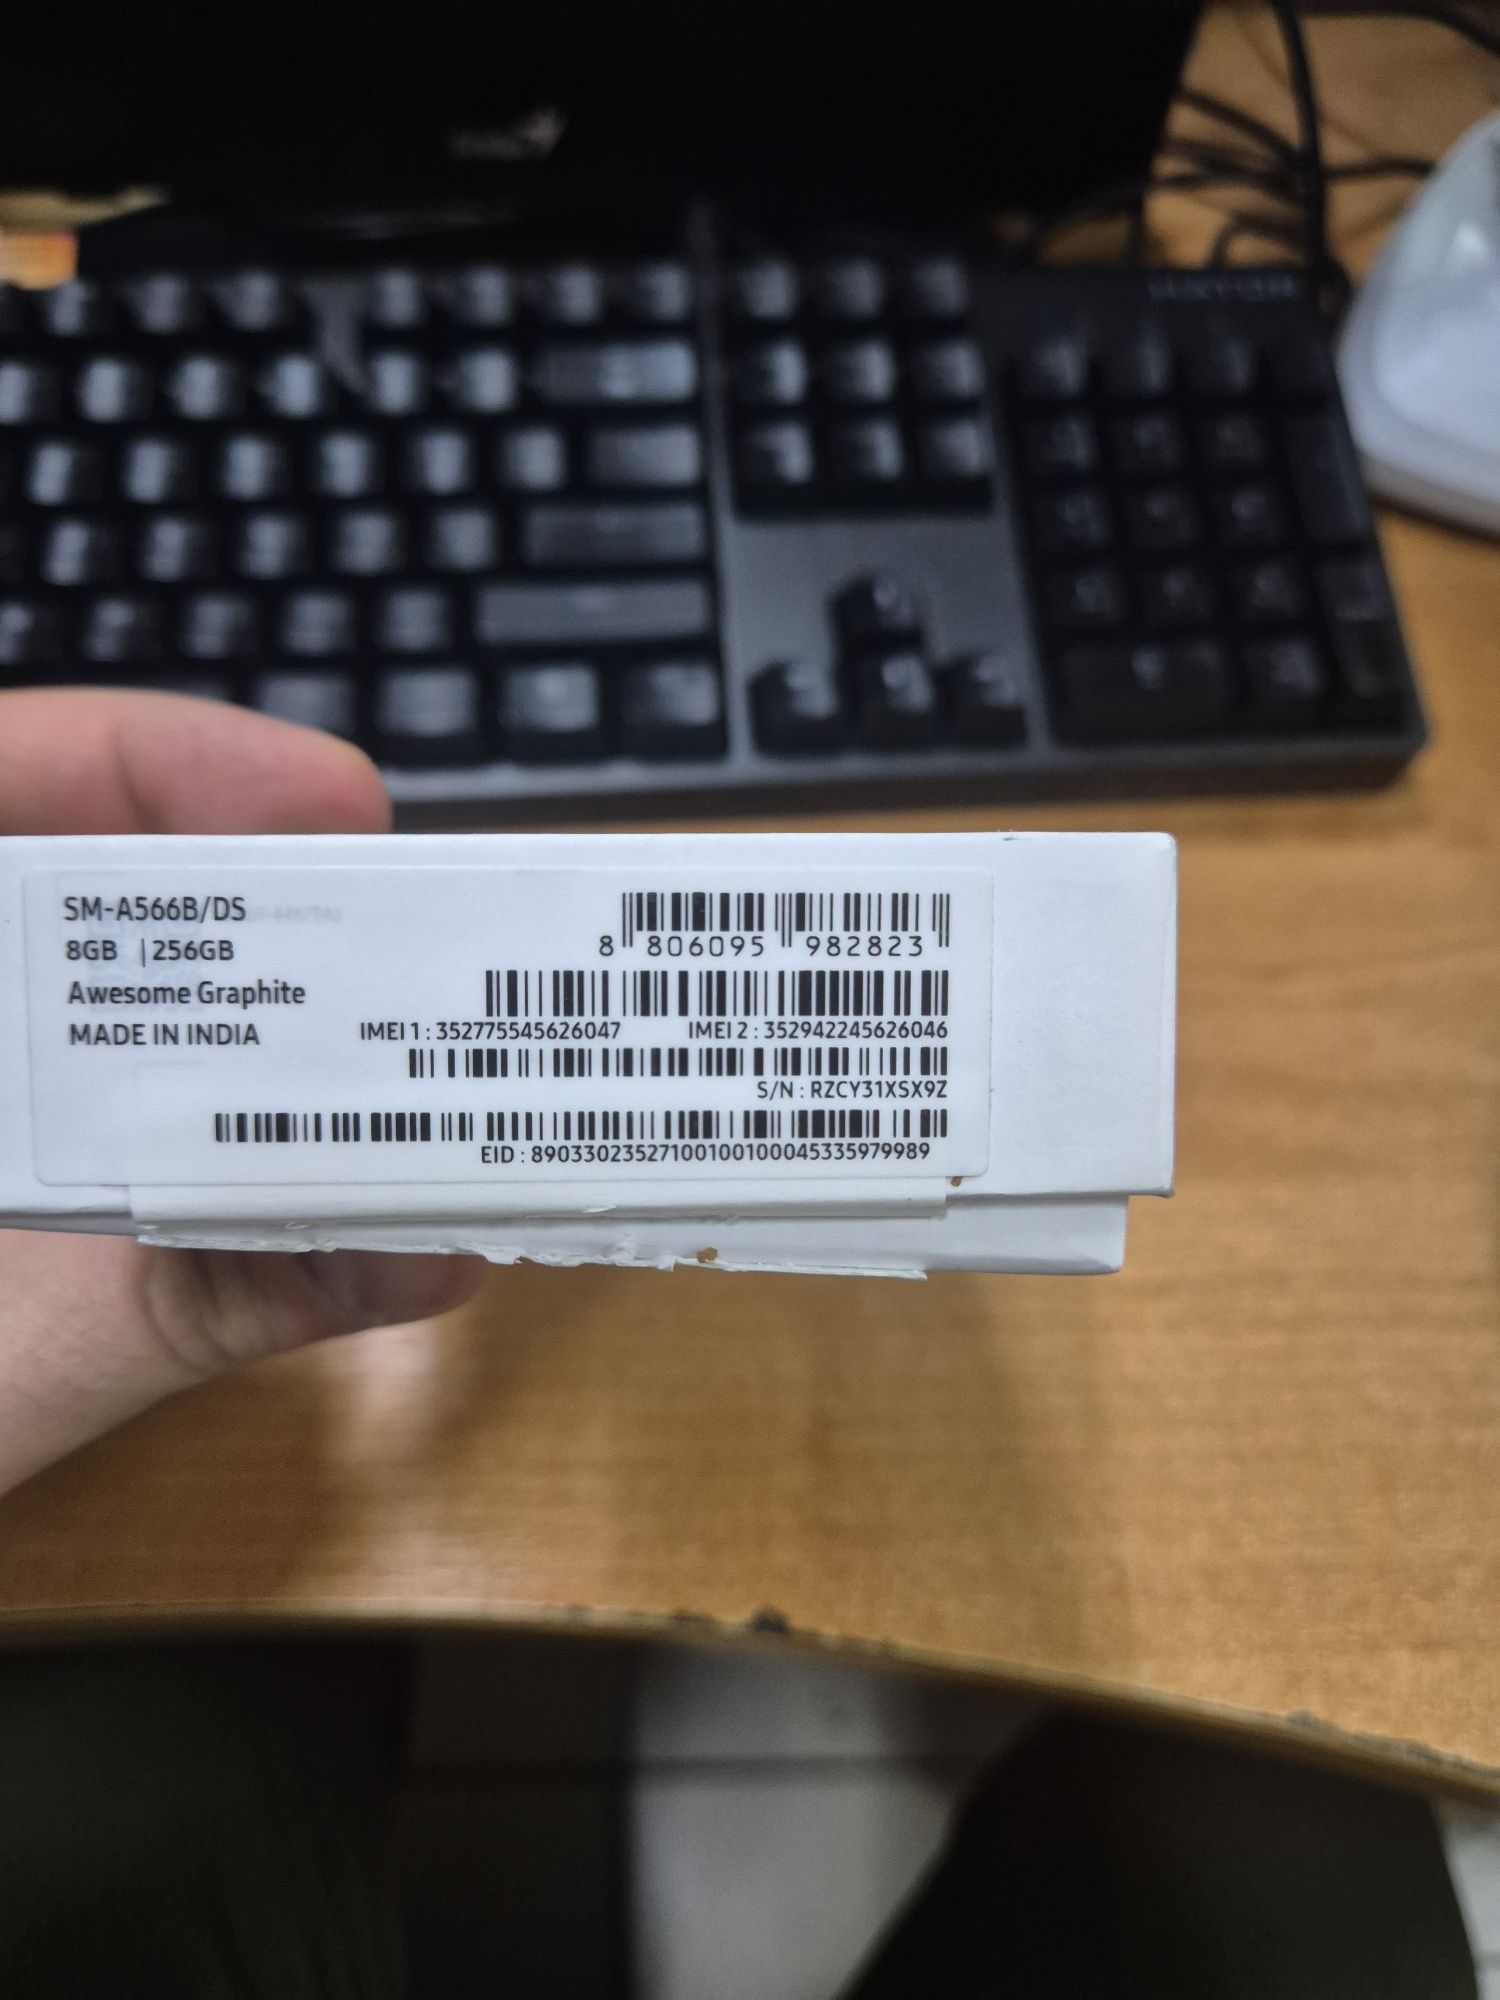 SM-A566B/DS
8GB | 256GB
Awesome Graphite
MADE IN INDIA
8 806095 982823
IMEI 1 : 352775545626047 IMEI 2 : 352942245626046
S/N : RZCY31XSX9Z
EID : 89033023527100100100045335979989